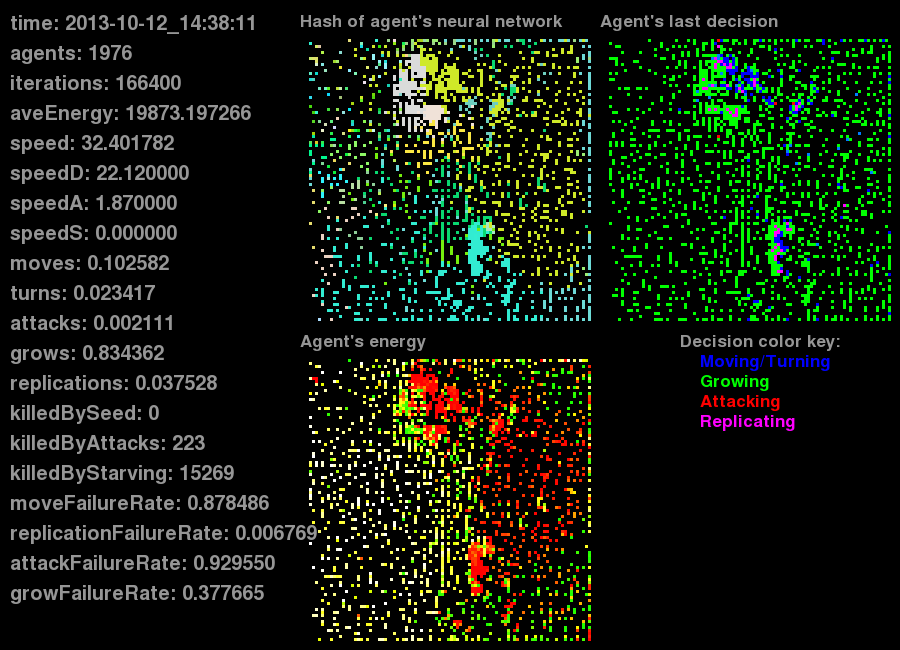 time: 2013-10-12_14:38:11
agents: 1976
iterations: 166400
aveEnergy: 19873.197266
speed: 32.401782
speedD: 22.120000
speedA: 1.870000
speedS: 0.000000
moves: 0.102582
turns: 0.023417
attacks: 0.002111
grows: 0.834362
replications: 0.037528
killedBySeed: 0
killedByAttacks: 223
killedByStarving: 15269
moveFailureRate: 0.878486
replicationFailureRate: 0.006769
attackFailureRate: 0.929550
growFailureRate: 0.377665
Hash of agent's neural network
Agent's last decision
Agent's energy
Decision color key:
Moving/Turning
Growing
Attacking
Replicating